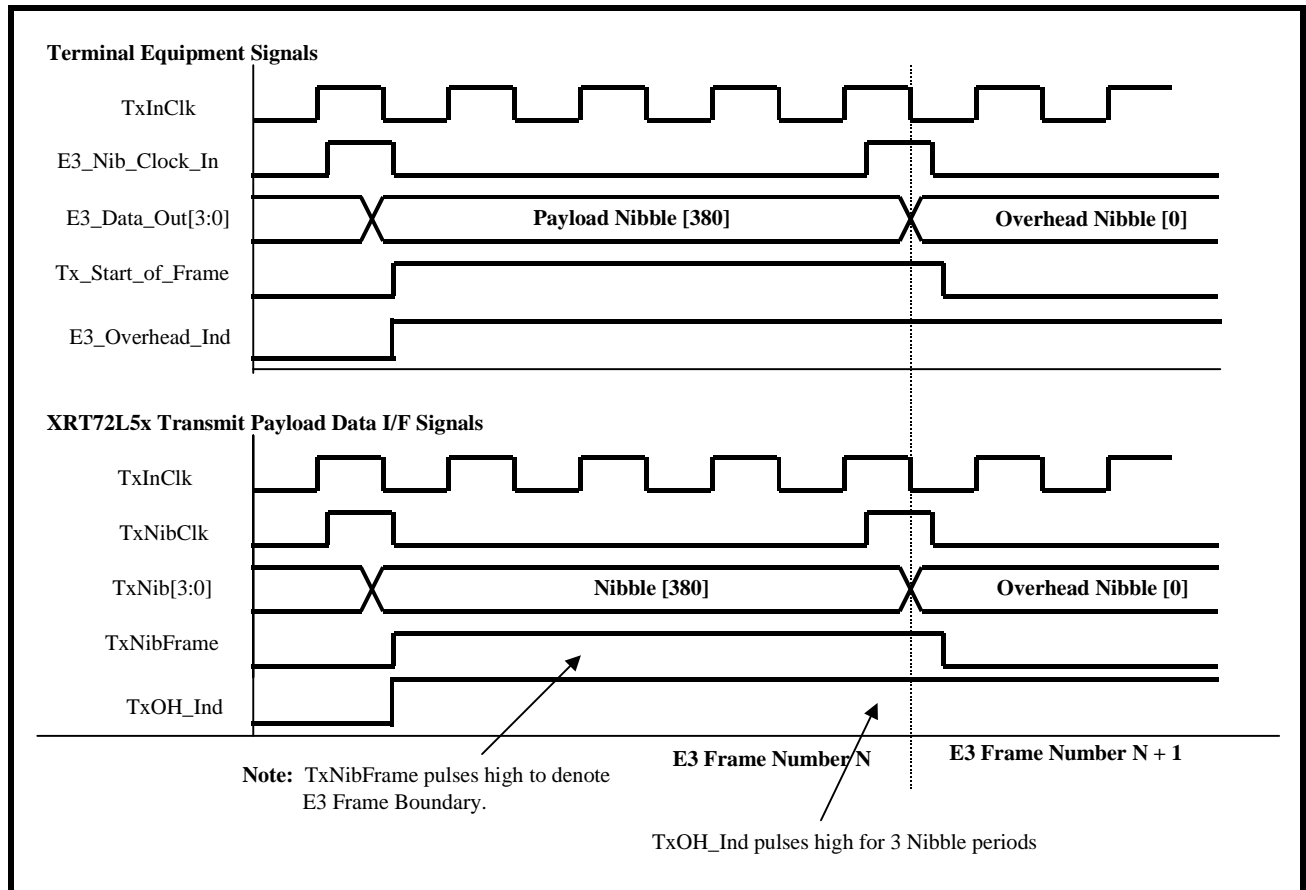 Terminal Equipment Signals
TxInClk
E3_Nib_Clock_In
E3_Data_Out[3:0]
Payload Nibble [380]
Overhead Nibble [0]
Tx_Start_of_Frame
E3_Overhead_Ind
XRT72L5x Transmit Payload Data I/F Signals
TxInClk
TxNibClk
TxNib[3:0]
Nibble [380]
Overhead Nibble [0]
TxNibFrame
TxOH_Ind
E3 Frame Number N
E3 Frame Number N + 1
Note: TxNibFrame pulses high to denote
E3 Frame Boundary.
TxOH_Ind pulses high for 3 Nibble periods